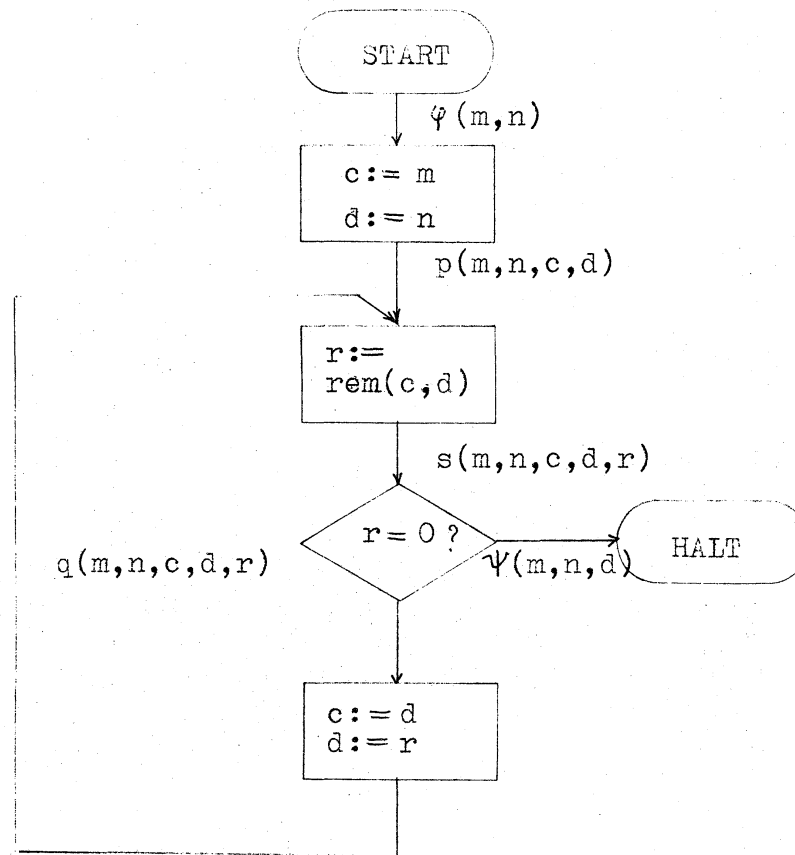 START
φ(m,n)
c:= m
d:= n
p(m,n,c,d)
r:=
rem(c,d)
s(m,n,c,d,r)
r = 0 ?
q(m,n,c,d,r)
ψ(m,n,d)
HALT
c:= d
d:= r